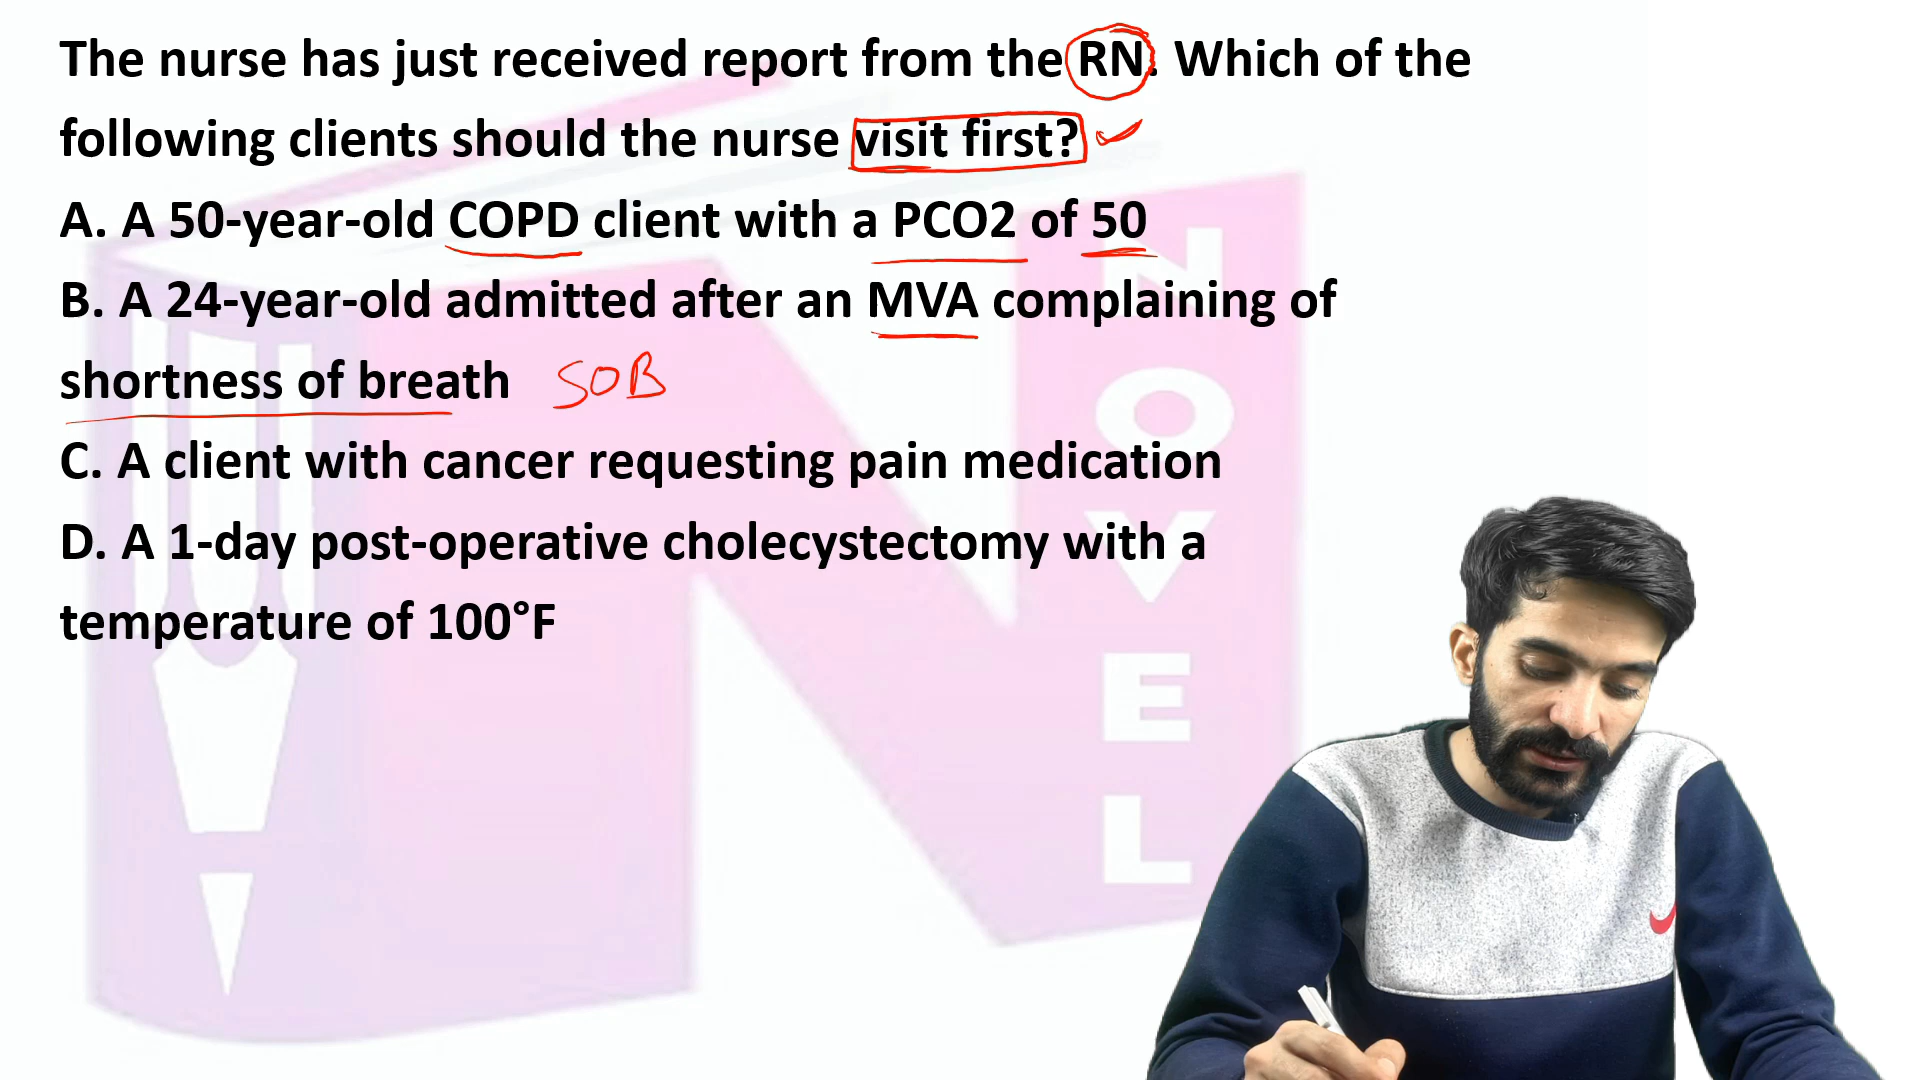 The nurse has just received report from the RN. Which of the
following clients should the nurse visit first?
A. A 50-year-old COPD client with a PCO2 of 50
B. A 24-year-old admitted after an MVA complaining of
shortness of breath SOB
C. A client with cancer requesting pain medication
D. A 1-day post-operative cholecystectomy with a
temperature of 100°F
NOVEL